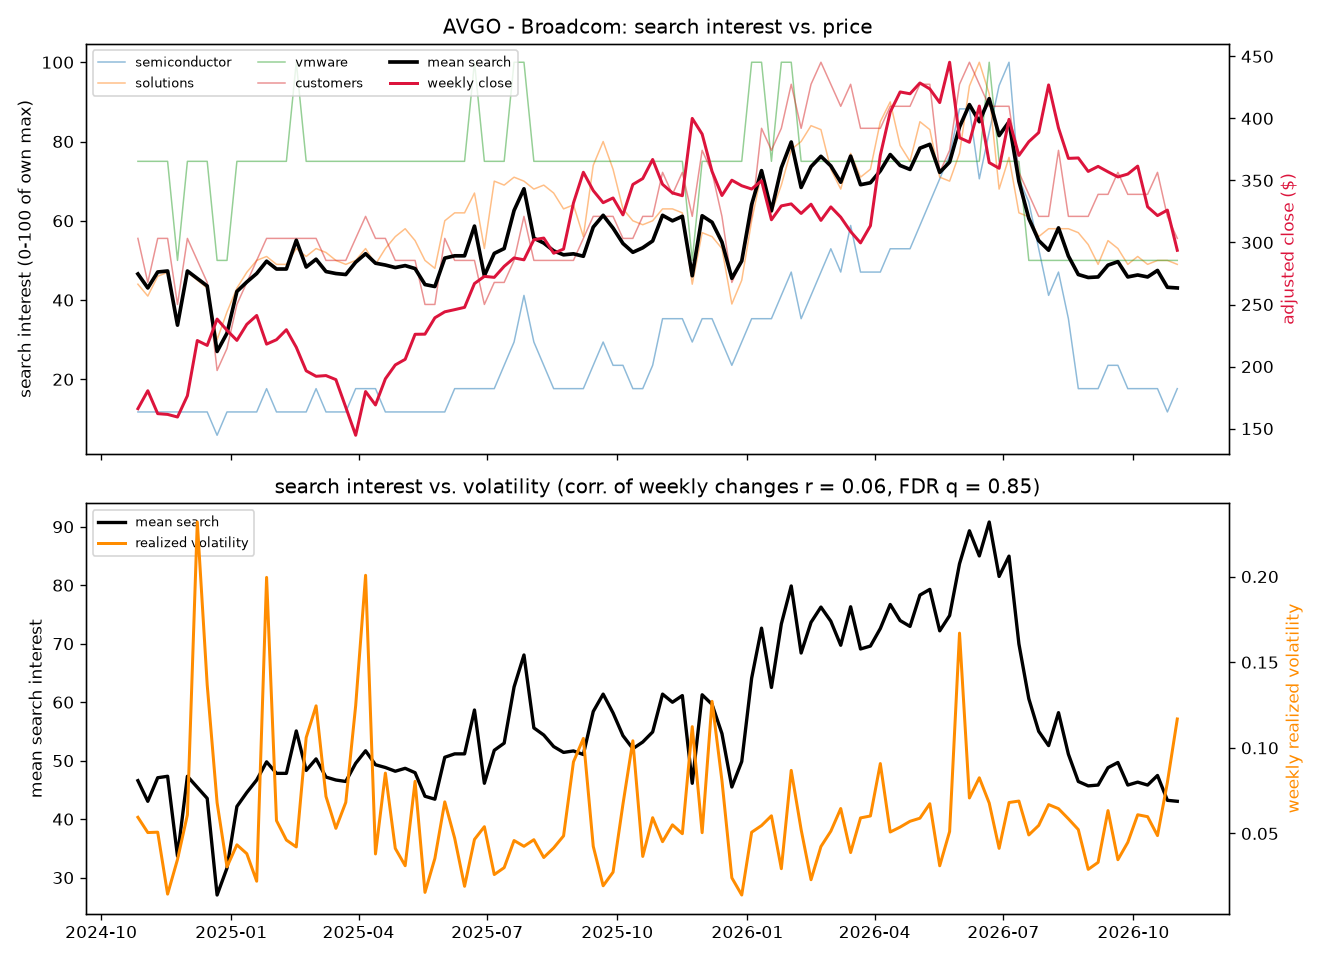 AVGO - Broadcom: search interest vs. price
semiconductor
solutions
vmware
customers
mean search
weekly close
search interest (0-100 of own max)
100
80
60
40
20
adjusted close ($)
450
400
350
300
250
200
150
search interest vs. volatility (corr. of weekly changes r = 0.06, FDR q = 0.85)
mean search
realized volatility
mean search interest
90
80
70
60
50
40
30
weekly realized volatility
0.20
0.15
0.10
0.05
2024-10 2025-01 2025-04 2025-07 2025-10 2026-01 2026-04 2026-07 2026-10